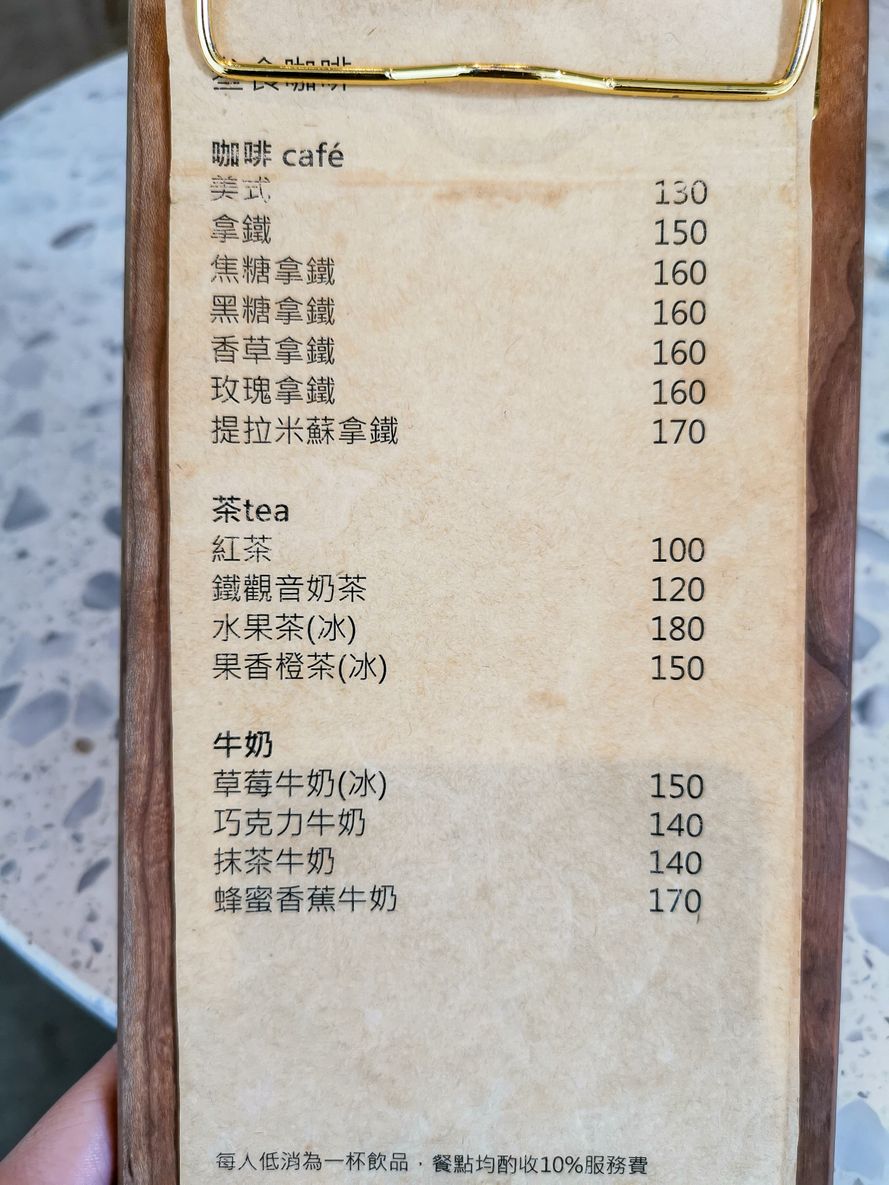 食咖啡
咖啡 café
美式 130
拿鐵 150
焦糖拿鐵 160
黑糖拿鐵 160
香草拿鐵 160
玫瑰拿鐵 160
提拉米蘇拿鐵 170
茶tea
紅茶 100
鐵觀音奶茶 120
水果茶(冰) 180
果香橙茶(冰) 150
牛奶
草莓牛奶(冰) 150
巧克力牛奶 140
抹茶牛奶 140
蜂蜜香蕉牛奶 170
每人低消為一杯飲品，餐點均酌收10%服務費